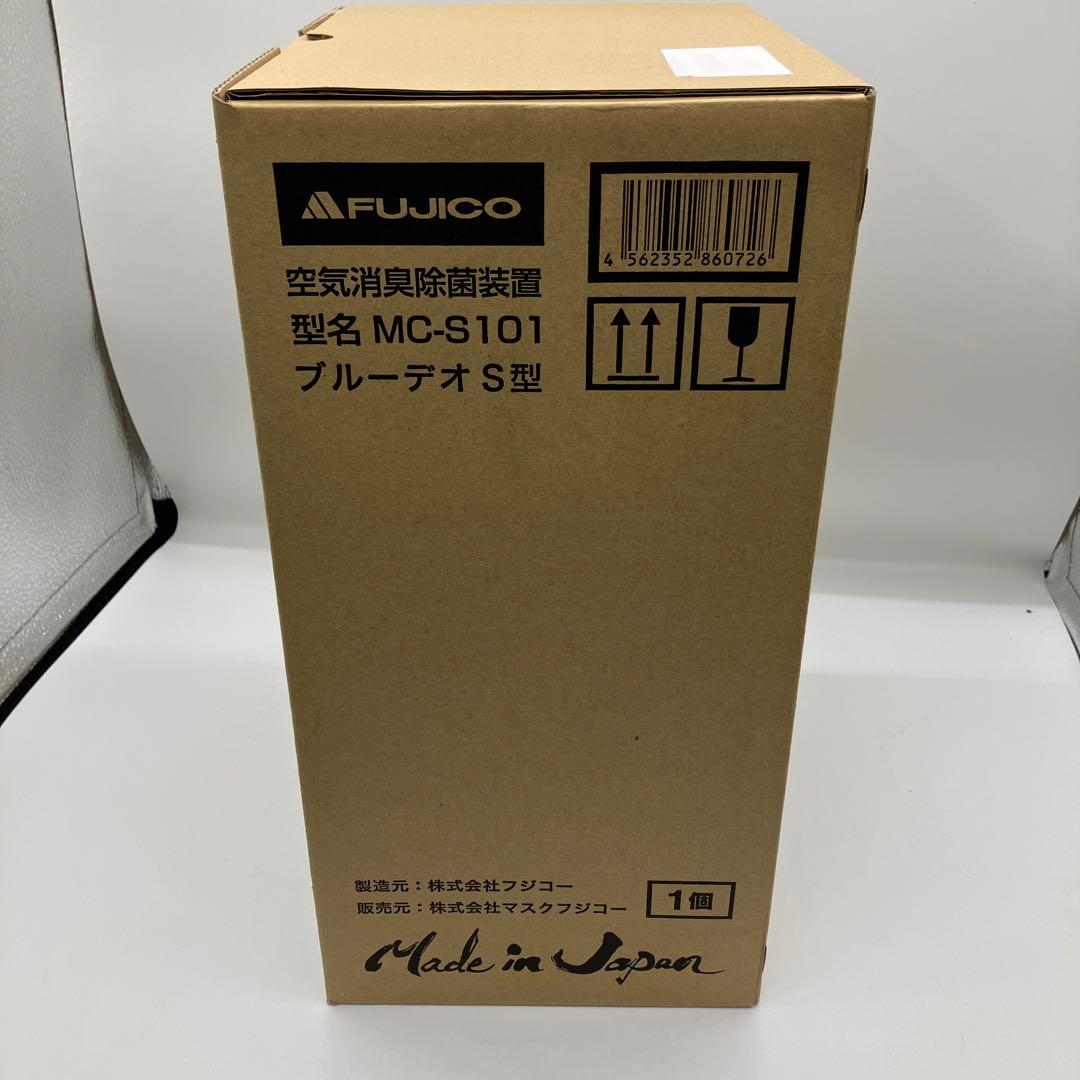 FUJICO
空気消臭除菌装置
型名 MC-S101
ブルーデオ S型
4 562352 860726
製造元：株式会社フジコー
販売元：株式会社マスクフジコー
1個
Made in Japan